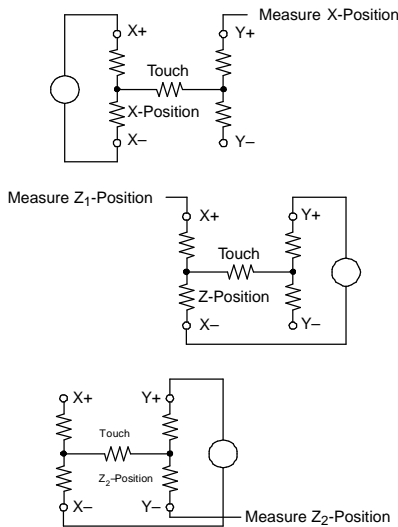 Measure X-Position
X+ Y+
Touch
X-Position
X– Y–
Measure Z1-Position
X+ Y+
Touch
Z-Position
X– Y–
X+ Y+
Touch
Z2-Position
X– Y–
Measure Z2-Position